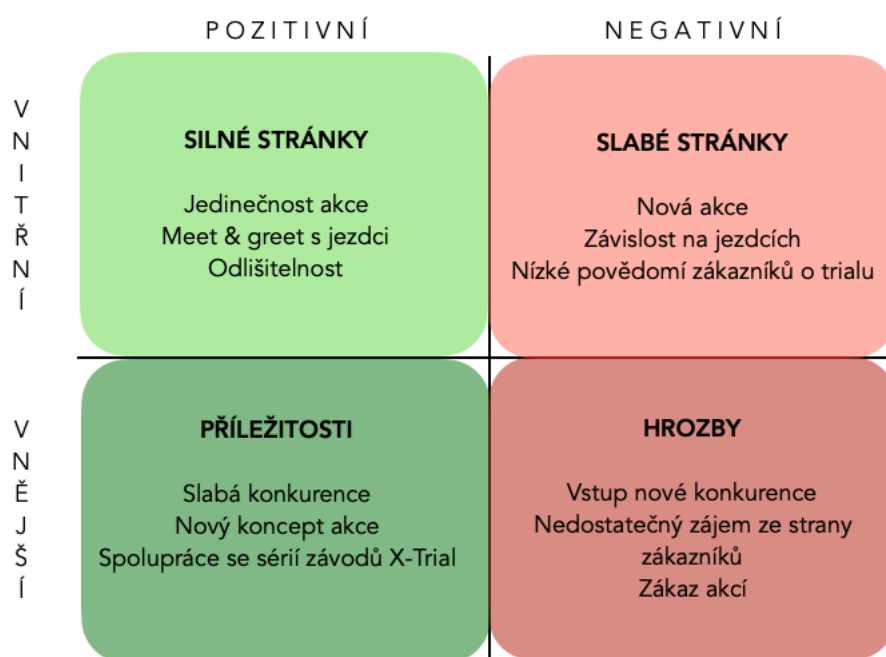 POZITIVNÍ
NEGATIVNÍ
VNITŘNÍ
SILNÉ STRÁNKY
Jedinečnost akce
Meet & greet s jezdci
Odlišitelnost
SLABÉ STRÁNKY
Nová akce
Závislost na jezdcích
Nízké povědomí zákazníků o trialu
VNĚJŠÍ
PŘÍLEŽITOSTI
Slabá konkurence
Nový koncept akce
Spolupráce se sérií závodů X-Trial
HROZBY
Vstup nové konkurence
Nedostatečný zájem ze strany
zákazníků
Zákaz akcí